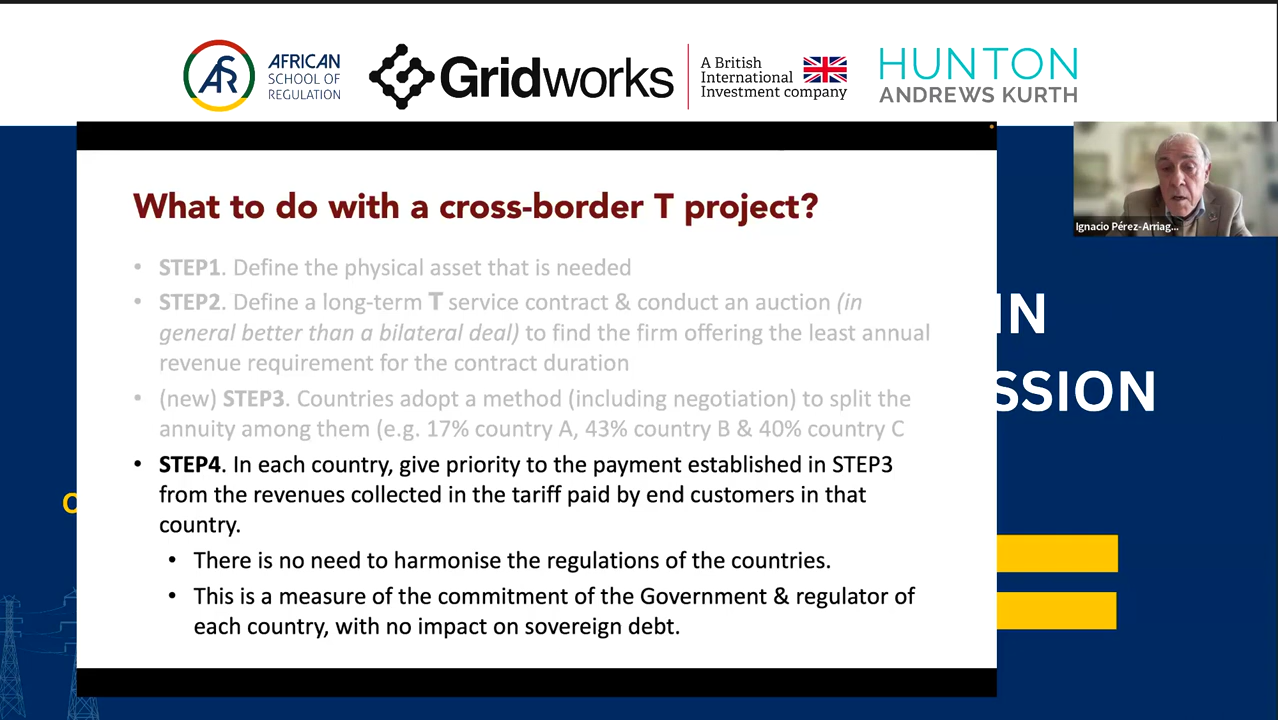 AFRICAN
SCHOOL OF
REGULATION
Gridworks
A British
International
Investment company
HUNTON
ANDREWS KURTH
What to do with a cross-border T project?
• STEP1. Define the physical asset that is needed
• STEP2. Define a long-term T service contract & conduct an auction (in
general better than a bilateral deal) to find the firm offering the least annual
revenue requirement for the contract duration
• (new) STEP3. Countries adopt a method (including negotiation) to split the
annuity among them (e.g. 17% country A, 43% country B & 40% country C
• STEP4. In each country, give priority to the payment established in STEP3
from the revenues collected in the tariff paid by end customers in that
country.
• There is no need to harmonise the regulations of the countries.
• This is a measure of the commitment of the Government & regulator of
each country, with no impact on sovereign debt.
Ignacio Pérez-Arriag...
IN
SSION